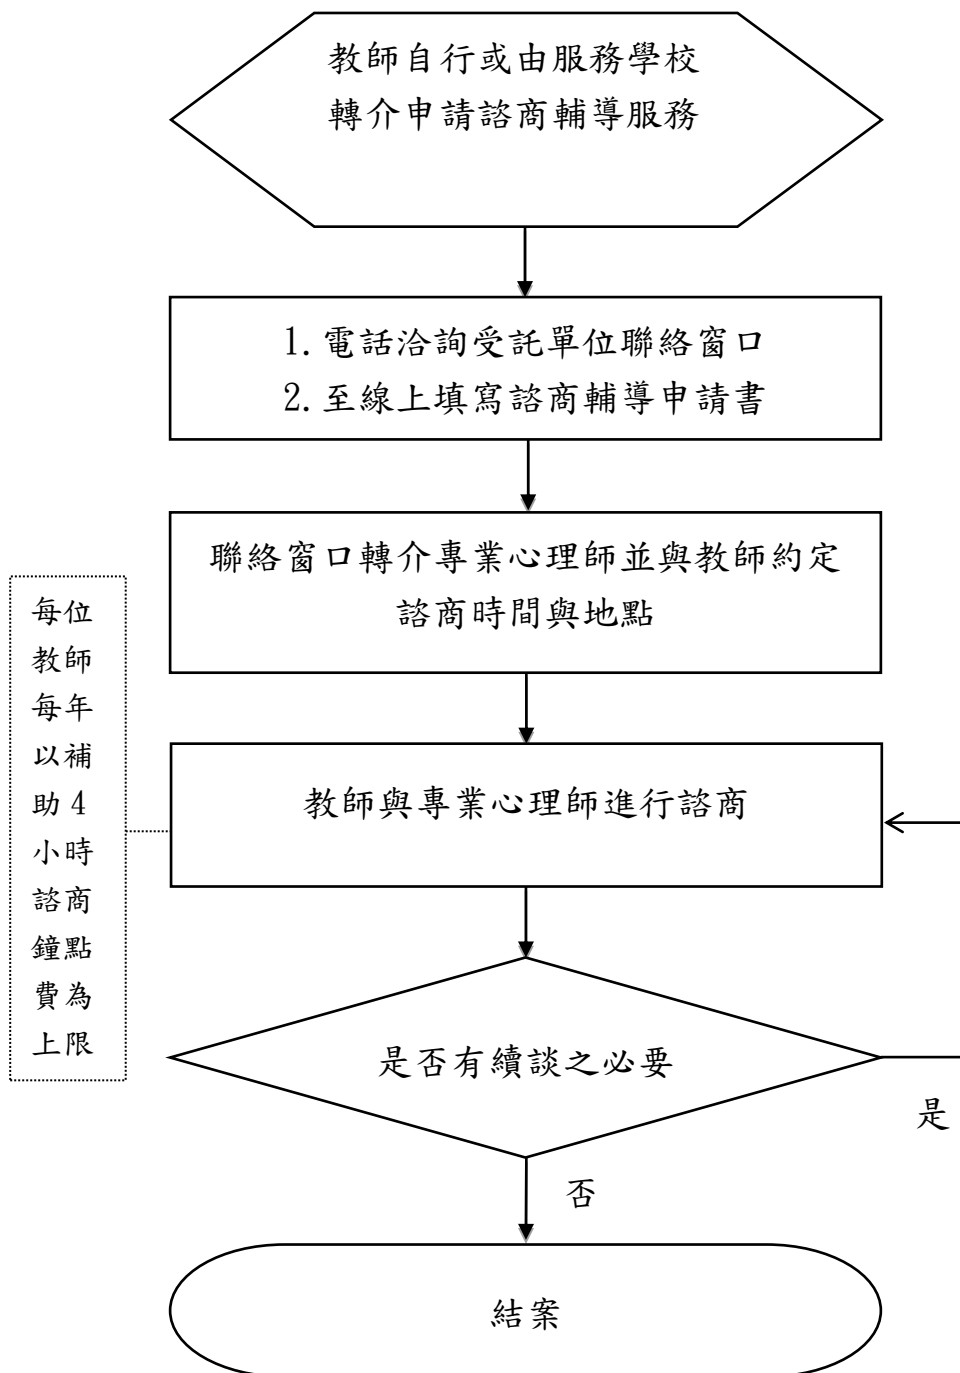 教師自行或由服務學校
轉介申請諮商輔導服務
1.電話洽詢受託單位聯絡窗口
2.至線上填寫諮商輔導申請書
聯絡窗口轉介專業心理師並與教師約定
諮商時間與地點
每位
教師
每年
以補
助 4
小時
諮商
鐘點
費為
上限
教師與專業心理師進行諮商
是否有續談之必要
是
否
結案